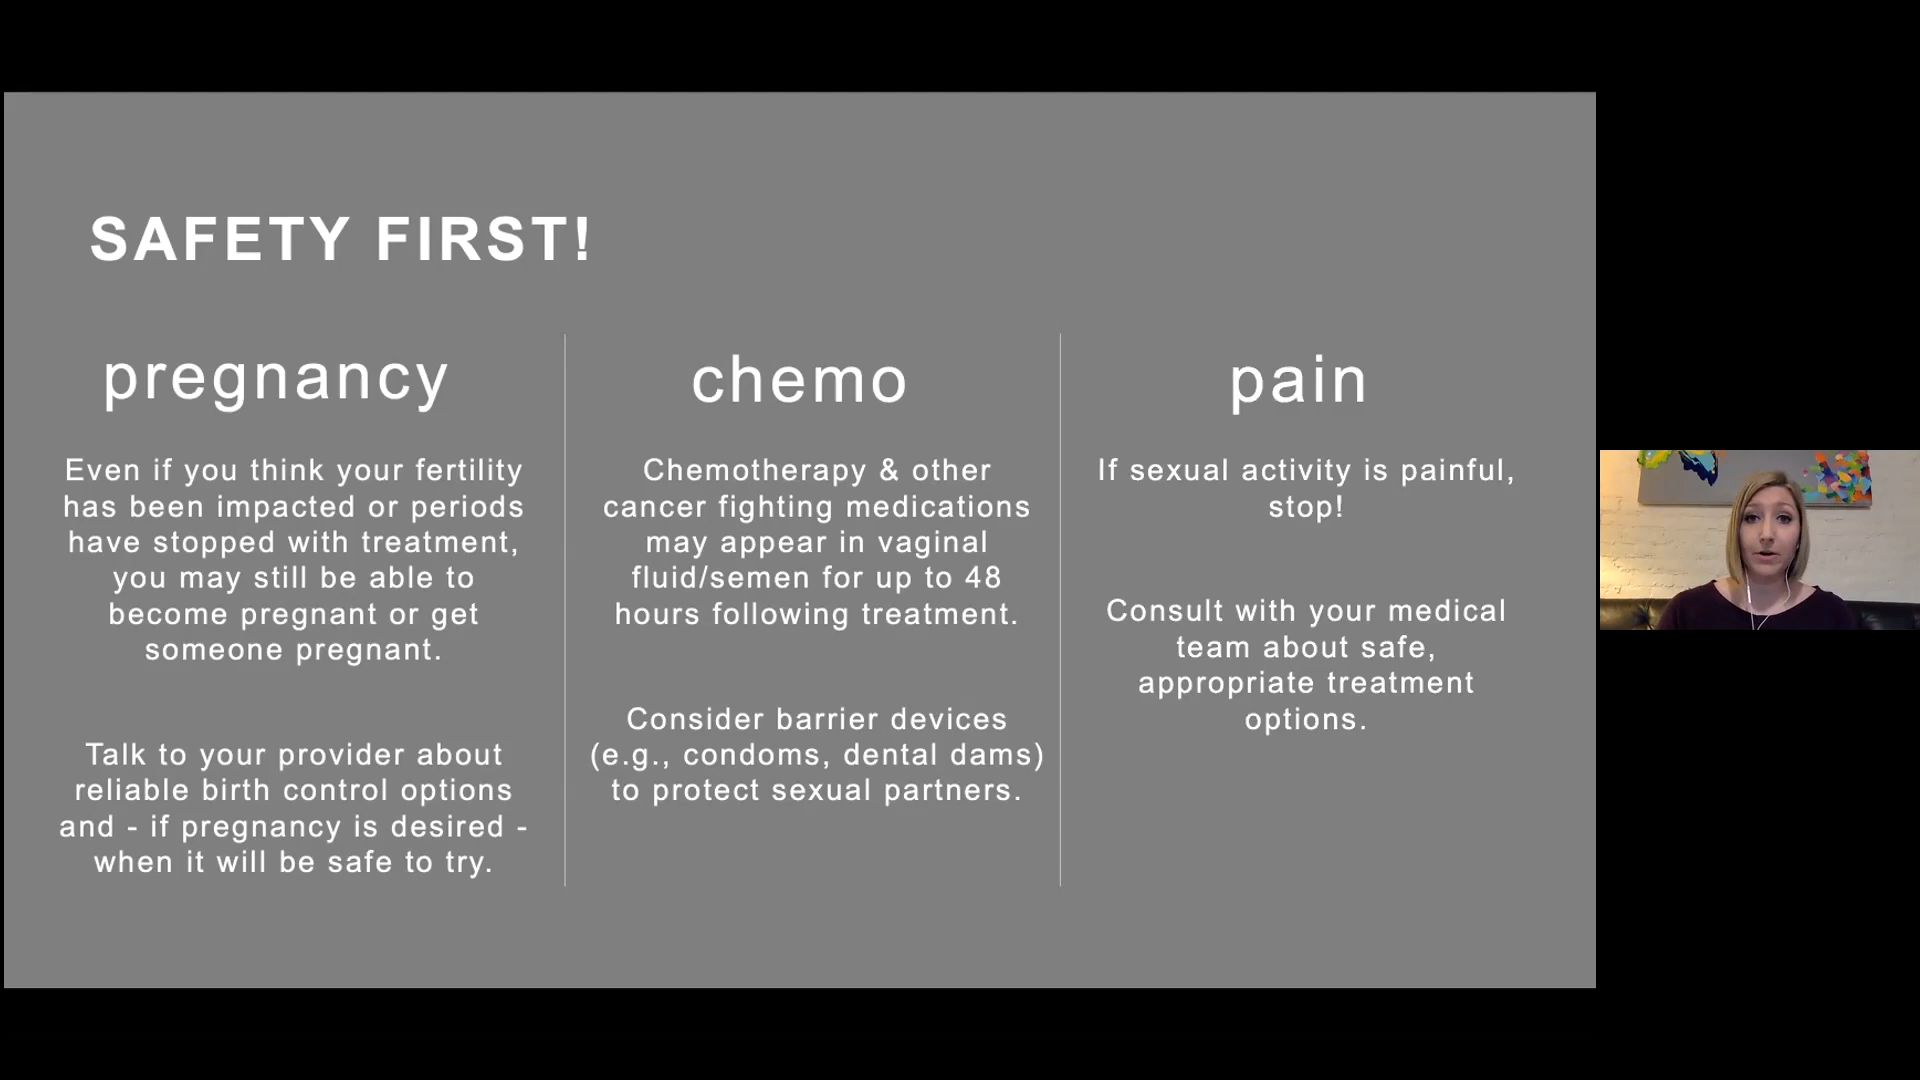 SAFETY FIRST!
pregnancy
Even if you think your fertility
has been impacted or periods
have stopped with treatment,
you may still be able to
become pregnant or get
someone pregnant.
Talk to your provider about
reliable birth control options
and - if pregnancy is desired -
when it will be safe to try.
chemo
Chemotherapy & other
cancer fighting medications
may appear in vaginal
fluid/semen for up to 48
hours following treatment.
Consider barrier devices
(e.g., condoms, dental dams)
to protect sexual partners.
pain
If sexual activity is painful,
stop!
Consult with your medical
team about safe,
appropriate treatment
options.